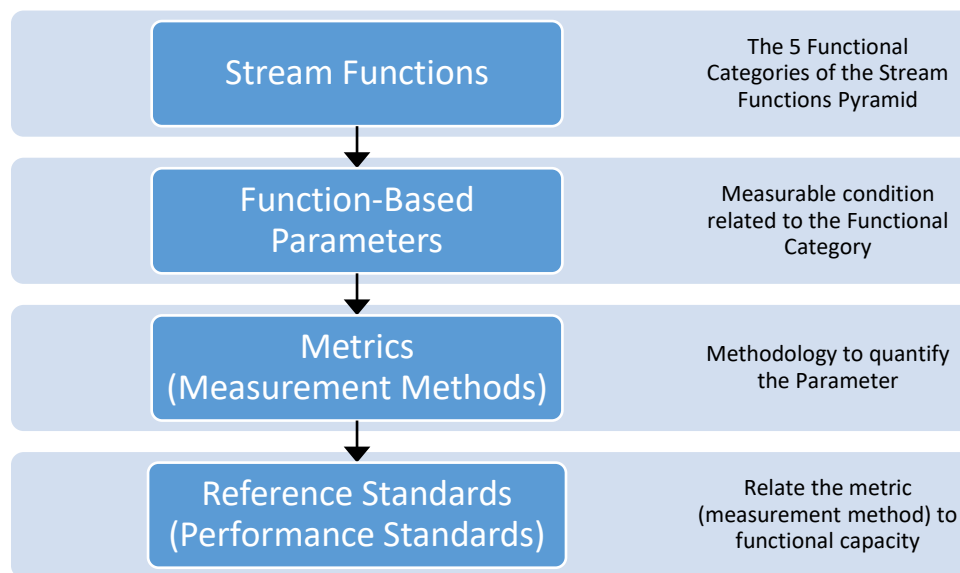 Stream Functions
The 5 Functional
Categories of the Stream
Functions Pyramid
Function-Based
Parameters
Measurable condition
related to the Functional
Category
Metrics
(Measurement Methods)
Methodology to quantify
the Parameter
Reference Standards
(Performance Standards)
Relate the metric
(measurement method) to
functional capacity